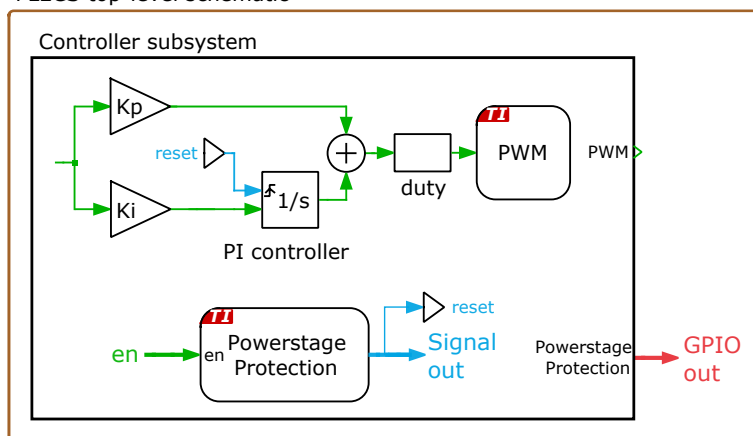 Controller subsystem
Kp
TI
reset
PWM
PWM
1/s
duty
Ki
PI controller
TI
reset
en
en
Powerstage
Protection
Signal
out
Powerstage
Protection
GPIO
out